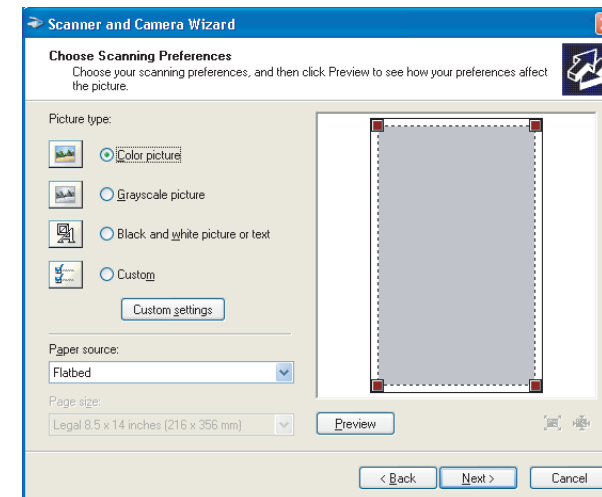 Scanner and Camera Wizard
Choose Scanning Preferences
Choose your scanning preferences, and then click Preview to see how your preferences affect
the picture.
Picture type:
Color picture
Grayscale picture
Black and white picture or text
Custom
Custom settings
Paper source:
Flatbed
Page size:
Legal 8.5 x 14 inches (216 x 356 mm)
Preview
< Back
Next >
Cancel